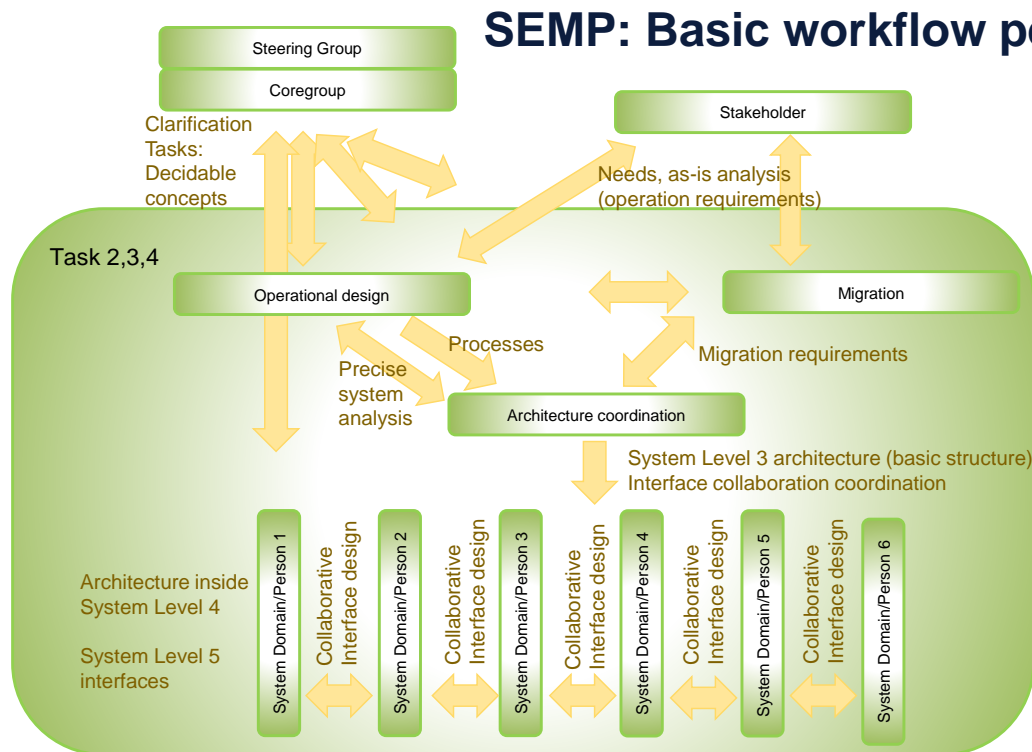 SEMP: Basic workflow
Steering Group
Coregroup
Stakeholder
Clarification
Tasks:
Decidable
concepts
Needs, as-is analysis
(operation requirements)
Task 2,3,4
Operational design
Migration
Processes
Precise
system
analysis
Migration requirements
Architecture coordination
System Level 3 architecture (basic structure)
Interface collaboration coordination
Architecture inside
System Level 4
System Level 5
interfaces
System Domain/Person 1
Collaborative
Interface design
System Domain/Person 2
Collaborative
Interface design
System Domain/Person 3
Collaborative
Interface design
System Domain/Person 4
Collaborative
Interface design
System Domain/Person 5
Collaborative
Interface design
System Domain/Person 6